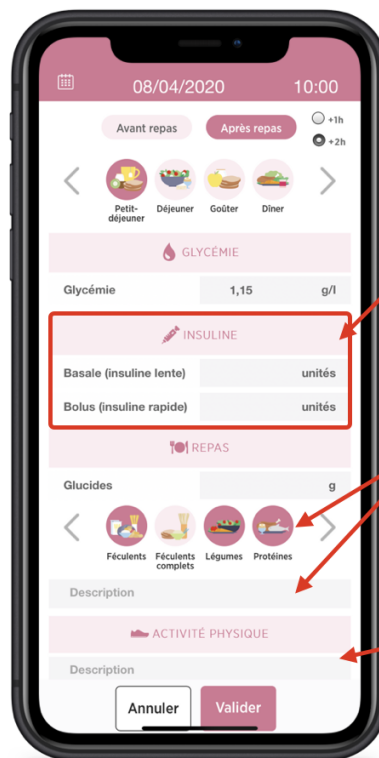 08/04/2020 10:00
Avant repas Après repas +1h
+2h
Petit-déjeuner Déjeuner Goûter Dîner
GLYCÉMIE
Glycémie 1,15 g/l
INSULINE
Basale (insuline lente) unités
Bolus (insuline rapide) unités
REPAS
Glucides g
Féculents Féculents complets Légumes Protéines
Description
ACTIVITÉ PHYSIQUE
Description
Annuler Valider